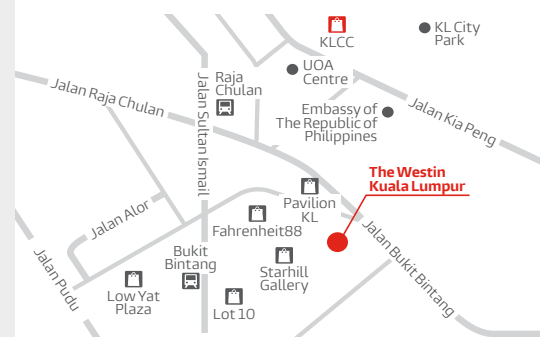 KLCC
KL City
Park
UOA
Centre
Raja
Chulan
Jalan Raja Chulan
Jalan Sultan Ismail
Embassy of
The Republic of
Philippines
Jalan Kia Peng
The Westin
Kuala Lumpur
Pavilion
KL
Jalan Alor
Fahrenheit88
Jalan Bukit Bintang
Bukit
Bintang
Starhill
Gallery
Jalan Pudu
Low Yat
Plaza
Lot 10